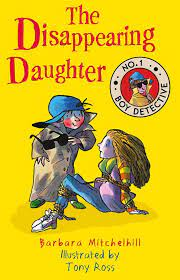 The
Disappearing
Daughter
NO.1
BOY DETECTIVE
Barbara Mitchelhill
Illustrated by
Tony Ross